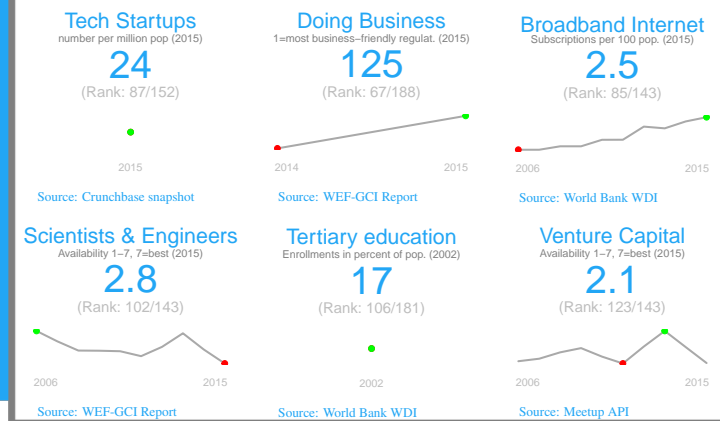 Tech Startups
number per million pop (2015)
24
(Rank: 87/152)
2015
Source: Crunchbase snapshot
Doing Business
1=most business−friendly regulat. (2015)
125
(Rank: 67/188)
2014
2015
Source: WEF-GCI Report
Broadband Internet
Subscriptions per 100 pop. (2015)
2.5
(Rank: 85/143)
2006
2015
Source: World Bank WDI
Scientists & Engineers
Availability 1−7, 7=best (2015)
2.8
(Rank: 102/143)
2006
2015
Source: WEF-GCI Report
Tertiary education
Enrollments in percent of pop. (2002)
17
(Rank: 106/181)
2002
Source: World Bank WDI
Venture Capital
Availability 1−7, 7=best (2015)
2.1
(Rank: 123/143)
2006
2015
Source: Meetup API